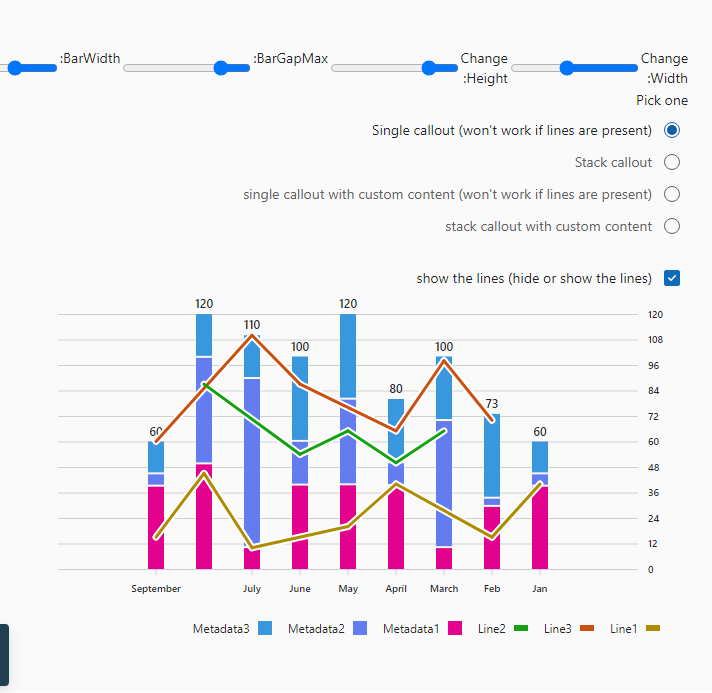 :BarWidth
:BarGapMax
Change
:Height
Change
:Width
Pick one
Single callout (won't work if lines are present)
Stack callout
single callout with custom content (won't work if lines are present)
stack callout with custom content
show the lines (hide or show the lines)
120
120
110
100
100
80
73
60
60
120
108
96
84
72
60
48
36
24
12
0
September
July
June
May
April
March
Feb
Jan
Metadata3
Metadata2
Metadata1
Line2
Line3
Line1